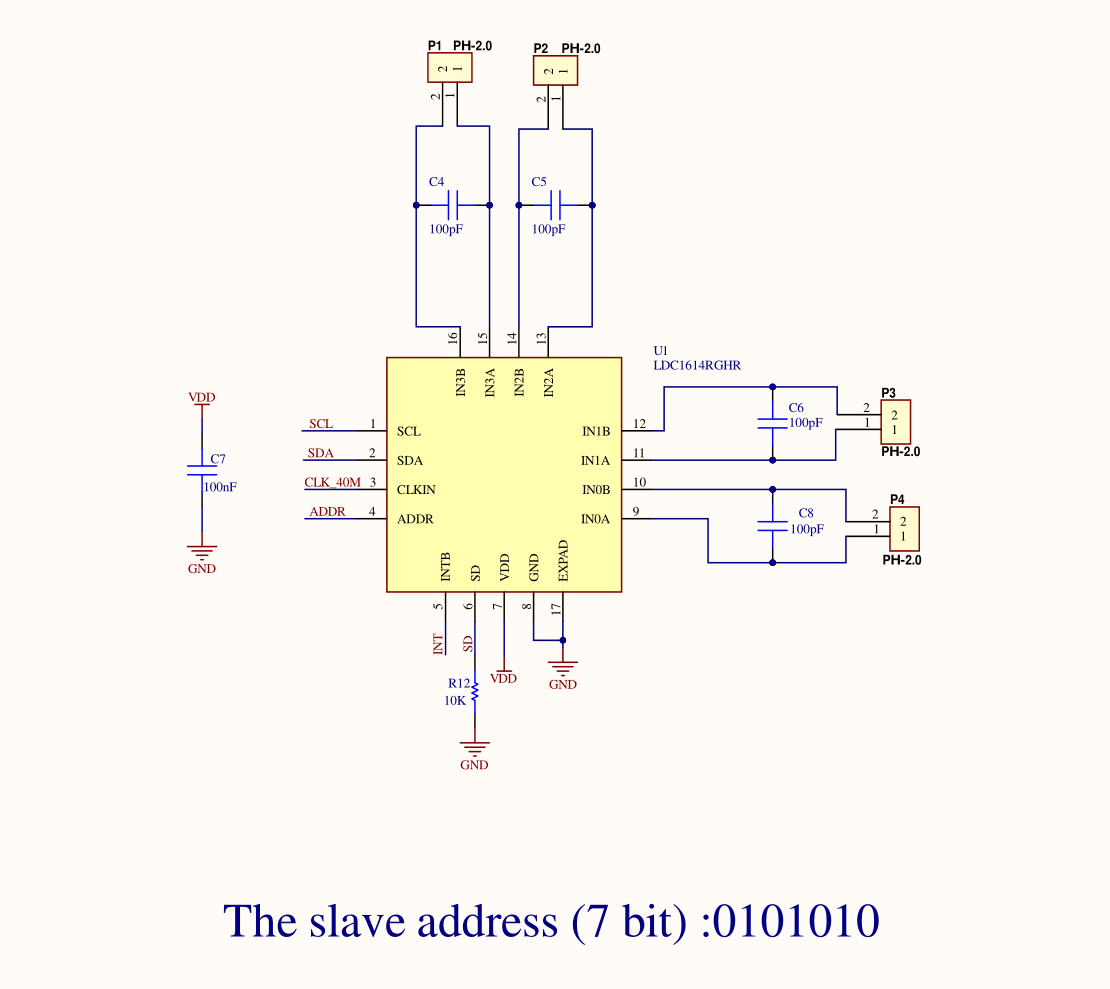 P1 PH-2.0
P2 PH-2.0
2 1
2 1
2 1
2 1
C4
100pF
C5
100pF
16 15 14 13
IN3B IN3A IN2B IN2A
U1
LDC1614RGHR
VDD
C7
100nF
GND
SCL 1 SCL
SDA 2 SDA
CLK_40M 3 CLKIN
ADDR 4 ADDR
IN1B 12
IN1A 11
IN0B 10
IN0A 9
C6
100pF
P3
2 2
1 1
PH-2.0
C8
100pF
P4
2 2
1 1
PH-2.0
INTB SD VDD GND EXPAD
5 6 7 8 17
INT SD
R12
10K
VDD
GND
GND
The slave address (7 bit) :0101010